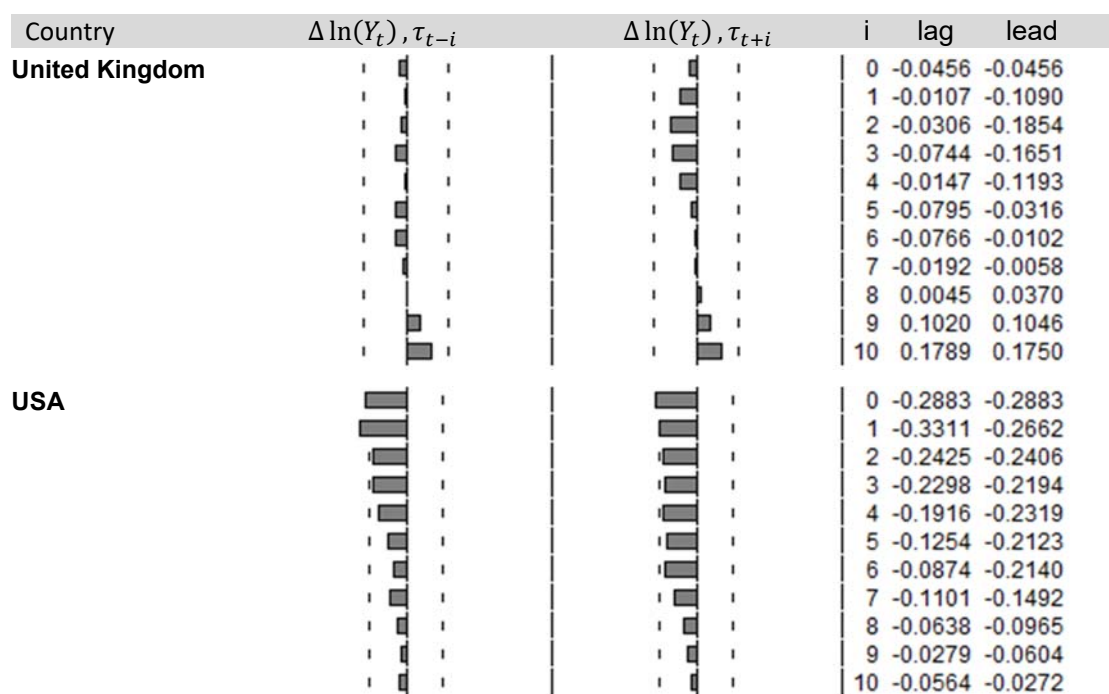 Country Δ ln(Yₜ) , τₜ₋ᵢ Δ ln(Yₜ) , τₜ₊ᵢ i lag lead
United Kingdom 0 -0.0456 -0.0456
1 -0.0107 -0.1090
2 -0.0306 -0.1854
3 -0.0744 -0.1651
4 -0.0147 -0.1193
5 -0.0795 -0.0316
6 -0.0766 -0.0102
7 -0.0192 -0.0058
8 0.0045 0.0370
9 0.1020 0.1046
10 0.1789 0.1750
USA 0 -0.2883 -0.2883
1 -0.3311 -0.2662
2 -0.2425 -0.2406
3 -0.2298 -0.2194
4 -0.1916 -0.2319
5 -0.1254 -0.2123
6 -0.0874 -0.2140
7 -0.1101 -0.1492
8 -0.0638 -0.0965
9 -0.0279 -0.0604
10 -0.0564 -0.0272